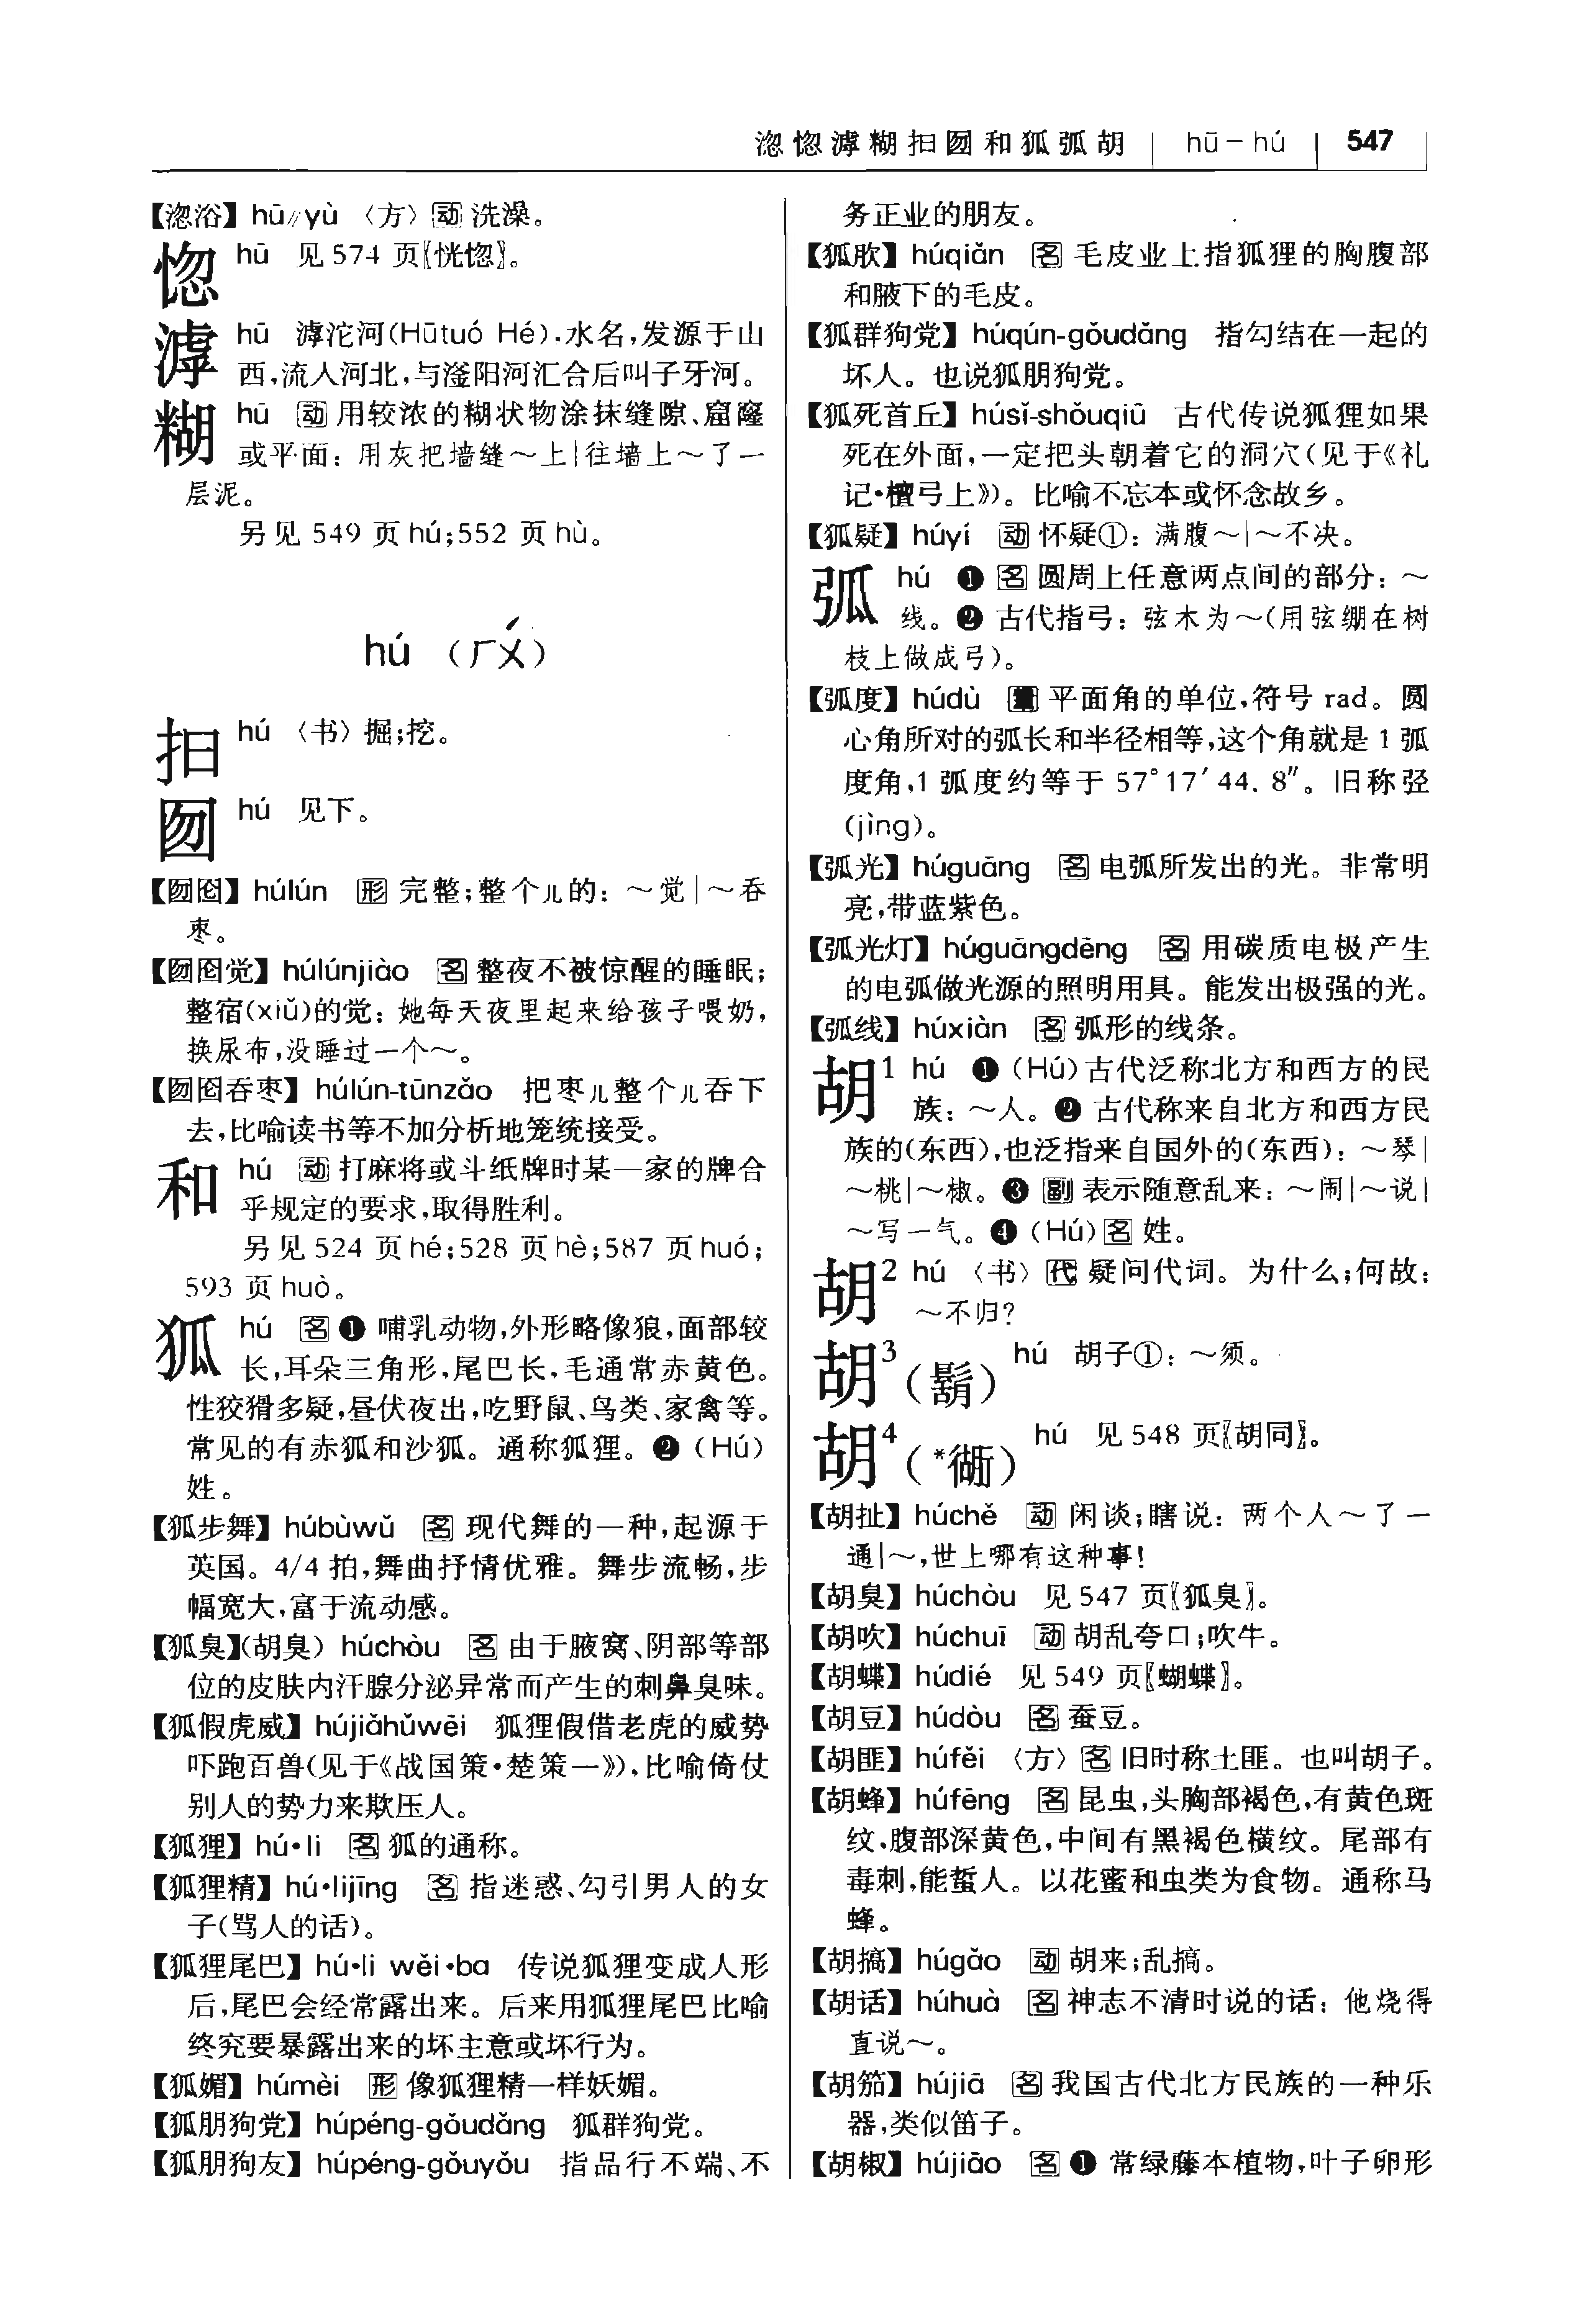 淴惚滹糊抇囫和狐弧胡 hū－hú 547
【淴浴】hū∥yù 〈方〉动 洗澡。
惚 hū 见 574 页〖恍惚〗。
滹 hū 滹沱河(Hūtuó Hé),水名,发源于山
西,流入河北,与滏阳河汇合后叫子牙河。
糊 hū 动 用较浓的糊状物涂抹缝隙、窟窿
或平面:用灰把墙缝～上|往墙上～了一
层泥。
另见 549 页 hú;552 页 hù。
hú (ㄏㄨˊ)
抇 hú 〈书〉掘;挖。
囫 hú 见下。
【囫囵】húlún 形 完整;整个儿的:～觉|～吞
枣。
【囫囵觉】húlúnjiào 名 整夜不被惊醒的睡眠;
整宿(xiǔ)的觉:她每天夜里起来给孩子喂奶,
换尿布,没睡过一个～。
【囫囵吞枣】húlún-tūnzǎo 把枣儿整个儿吞下
去,比喻读书等不加分析地笼统接受。
和 hú 动 打麻将或斗纸牌时某一家的牌合
乎规定的要求,取得胜利。
另见 524 页 hé;528 页 hè;587 页 huó;
593 页 huò。
狐 hú 名 ❶ 哺乳动物,外形略像狼,面部较
长,耳朵三角形,尾巴长,毛通常赤黄色。
性狡猾多疑,昼伏夜出,吃野鼠、鸟类、家禽等。
常见的有赤狐和沙狐。通称狐狸。❷ (Hú)
姓。
【狐步舞】húbùwǔ 名 现代舞的一种,起源于
英国。4/4 拍,舞曲抒情优雅。舞步流畅,步
幅宽大,富于流动感。
【狐臭】(胡臭) húchòu 名 由于腋窝、阴部等部
位的皮肤内汗腺分泌异常而产生的刺鼻臭味。
【狐假虎威】hújiǎhǔwēi 狐狸假借老虎的威势
吓跑百兽(见于《战国策·楚策一》),比喻倚仗
别人的势力来欺压人。
【狐狸】hú·li 名 狐的通称。
【狐狸精】hú·lijīng 名 指迷惑、勾引男人的女
子(骂人的话)。
【狐狸尾巴】hú·li wěi·ba 传说狐狸变成人形
后,尾巴会经常露出来。后来用狐狸尾巴比喻
终究要暴露出来的坏主意或坏行为。
【狐媚】húmèi 形 像狐狸精一样妖媚。
【狐朋狗党】húpéng-gǒudǎng 狐群狗党。
【狐朋狗友】húpéng-gǒuyǒu 指品行不端、不
务正业的朋友。
【狐肷】húqiǎn 名 毛皮业上指狐狸的胸腹部
和腋下的毛皮。
【狐群狗党】húqún-gǒudǎng 指勾结在一起的
坏人。也说狐朋狗党。
【狐死首丘】húsǐ-shǒuqiū 古代传说狐狸如果
死在外面,一定把头朝着它的洞穴(见于《礼
记·檀弓上》)。比喻不忘本或怀念故乡。
【狐疑】húyí 动 怀疑①:满腹～|～不决。
弧 hú ❶ 名 圆周上任意两点间的部分:～
线。❷ 古代指弓:弦木为～(用弦绷在树
枝上做成弓)。
【弧度】húdù 量 平面角的单位,符号 rad。圆
心角所对的弧长和半径相等,这个角就是 1 弧
度角,1 弧度约等于 57°17′44.8″。旧称弪
(jìng)。
【弧光】húguāng 名 电弧所发出的光。非常明
亮,带蓝紫色。
【弧光灯】húguāngdēng 名 用碳质电极产生
的电弧做光源的照明用具。能发出极强的光。
【弧线】húxiàn 名 弧形的线条。
胡1 hú ❶ (Hú)古代泛称北方和西方的民
族:～人。❷ 古代称来自北方和西方民
族的(东西),也泛指来自国外的(东西):～琴|
～桃|～椒。❸ 副 表示随意乱来:～闹|～说|
～写一气。❹ (Hú)名 姓。
胡2 hú 〈书〉代 疑问代词。为什么;何故:
～不归?
胡3(鬍) hú 胡子①:～须。
胡4(*衚) hú 见 548 页〖胡同〗。
【胡扯】húchě 动 闲谈;瞎说:两个人～了一
通|～,世上哪有这种事!
【胡臭】húchòu 见 547 页〖狐臭〗。
【胡吹】húchuī 动 胡乱夸口;吹牛。
【胡蝶】húdié 见 549 页〖蝴蝶〗。
【胡豆】húdòu 名 蚕豆。
【胡匪】húfěi 〈方〉名 旧时称土匪。也叫胡子。
【胡蜂】húfēng 名 昆虫,头胸部褐色,有黄色斑
纹,腹部深黄色,中间有黑褐色横纹。尾部有
毒刺,能蜇人。以花蜜和虫类为食物。通称马
蜂。
【胡搞】húgǎo 动 胡来;乱搞。
【胡话】húhuà 名 神志不清时说的话:他烧得
直说～。
【胡笳】hújiā 名 我国古代北方民族的一种乐
器,类似笛子。
【胡椒】hújiāo 名 ❶ 常绿藤本植物,叶子卵形